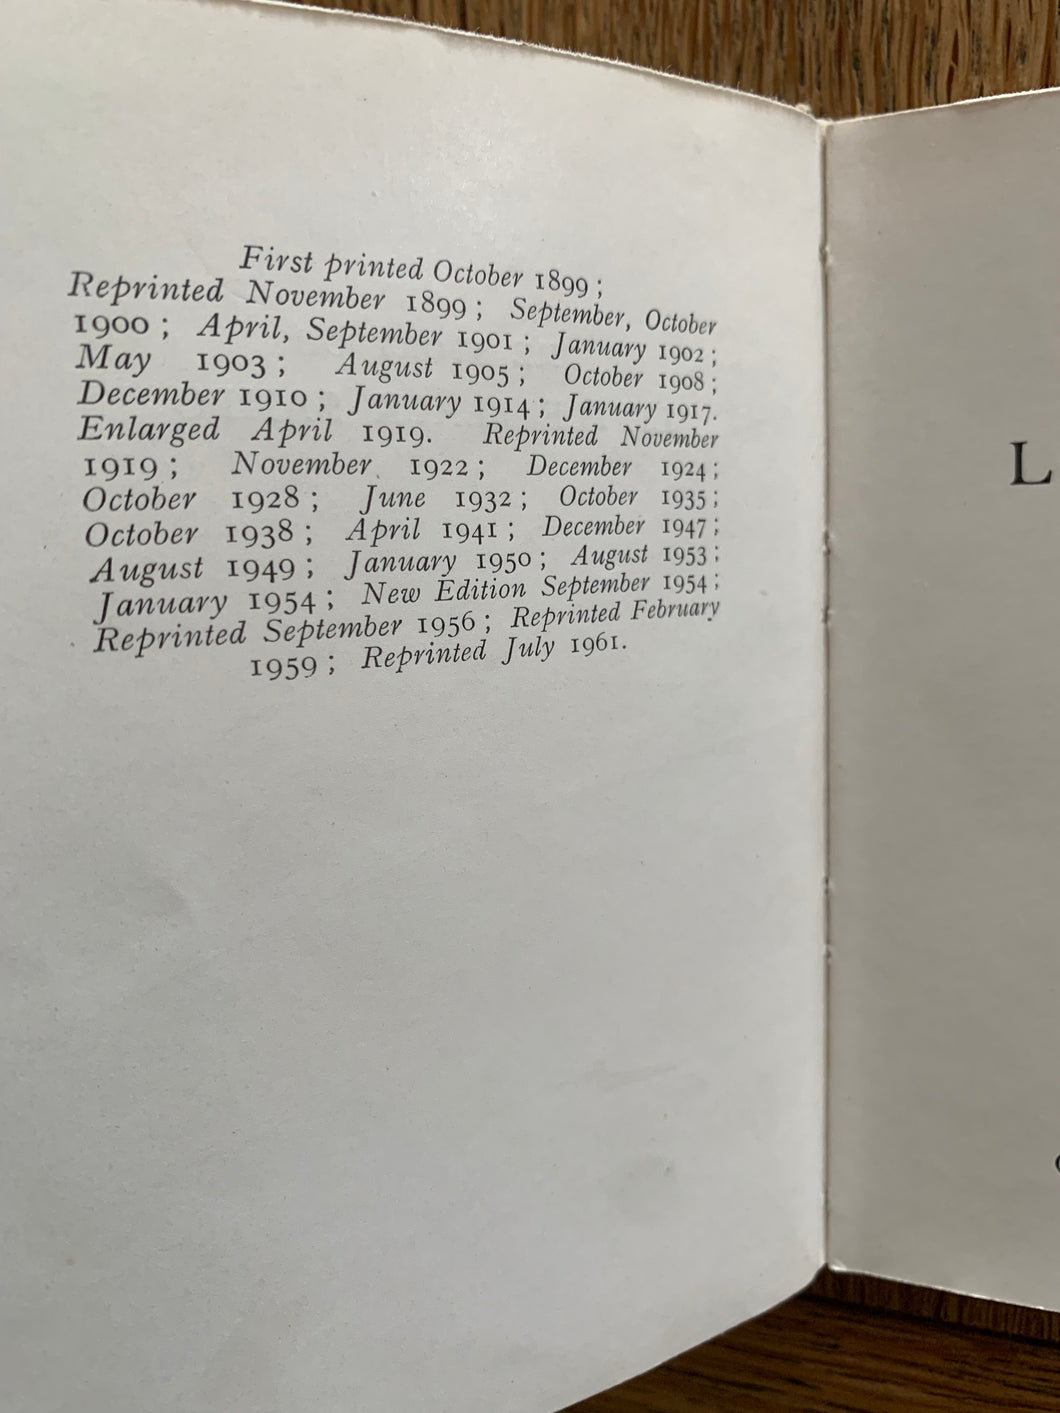 First printed October 1899 ;
Reprinted November 1899 ; September, October
1900 ; April, September 1901 ; January 1902 ;
May 1903 ; August 1905 ; October 1908 ;
December 1910 ; January 1914 ; January 1917.
Enlarged April 1919. Reprinted November
1919 ; November 1922 ; December 1924 ;
October 1928 ; June 1932 ; October 1935 ;
October 1938 ; April 1941 ; December 1947 ;
August 1949 ; January 1950 ; August 1953 ;
January 1954 ; New Edition September 1954 ;
Reprinted September 1956 ; Reprinted February
1959 ; Reprinted July 1961.
L